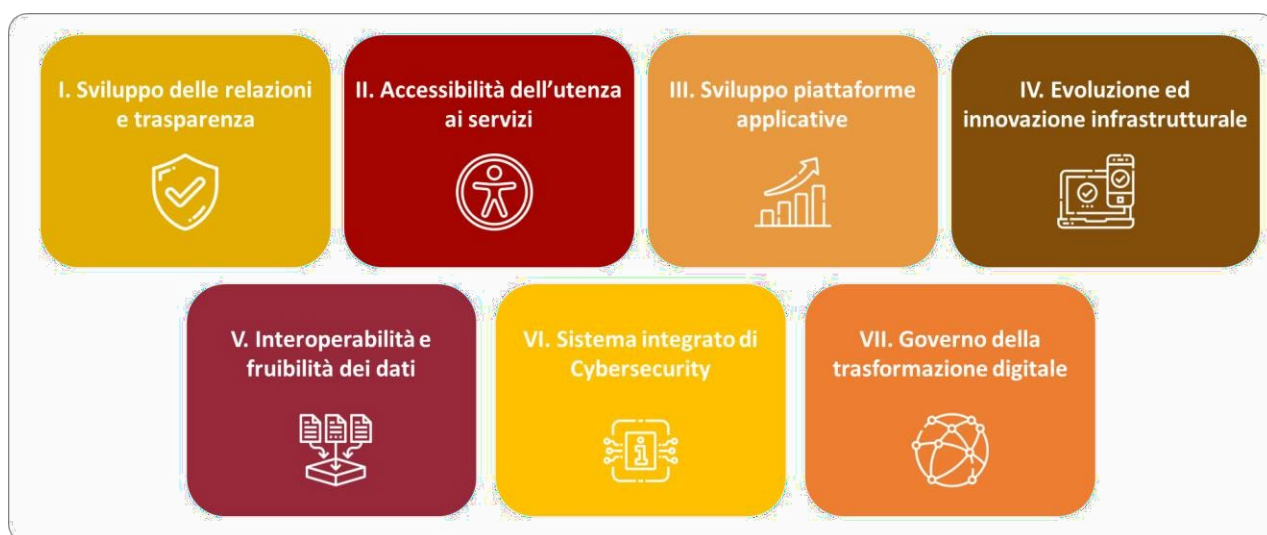 I. Sviluppo delle relazioni
e trasparenza
II. Accessibilità dell’utenza
ai servizi
III. Sviluppo piattaforme
applicative
IV. Evoluzione ed
innovazione infrastrutturale
V. Interoperabilità e
fruibilità dei dati
VI. Sistema integrato di
Cybersecurity
VII. Governo della
trasformazione digitale